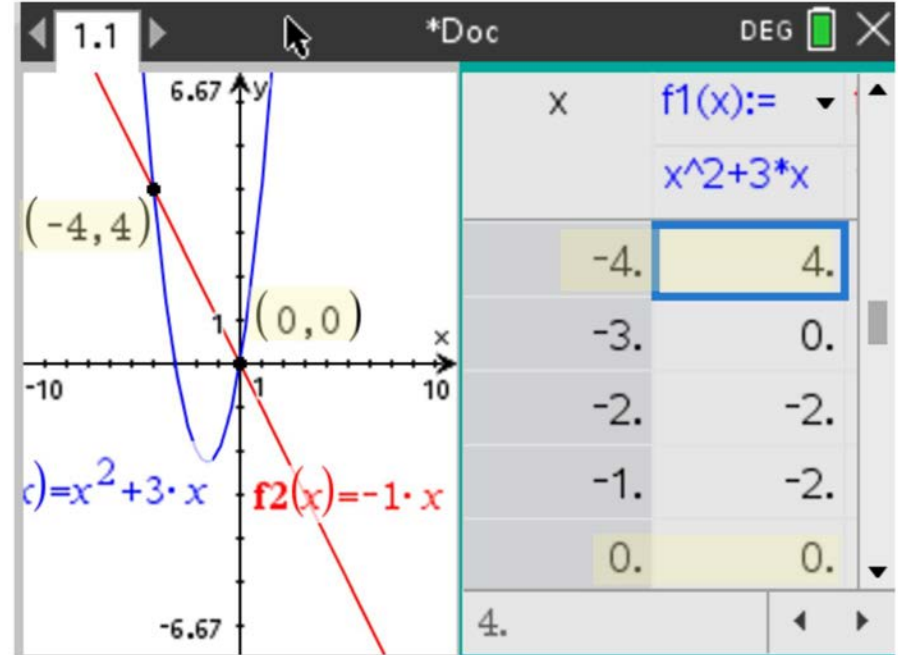 1.1 *Doc DEG
6.67 y
(-4,4)
1 (0,0)
x
-10 1 10
x)=x^2+3·x f2(x)=-1·x
-6.67
x f1(x):=
x^2+3*x
-4. 4.
-3. 0.
-2. -2.
-1. -2.
0. 0.
4.